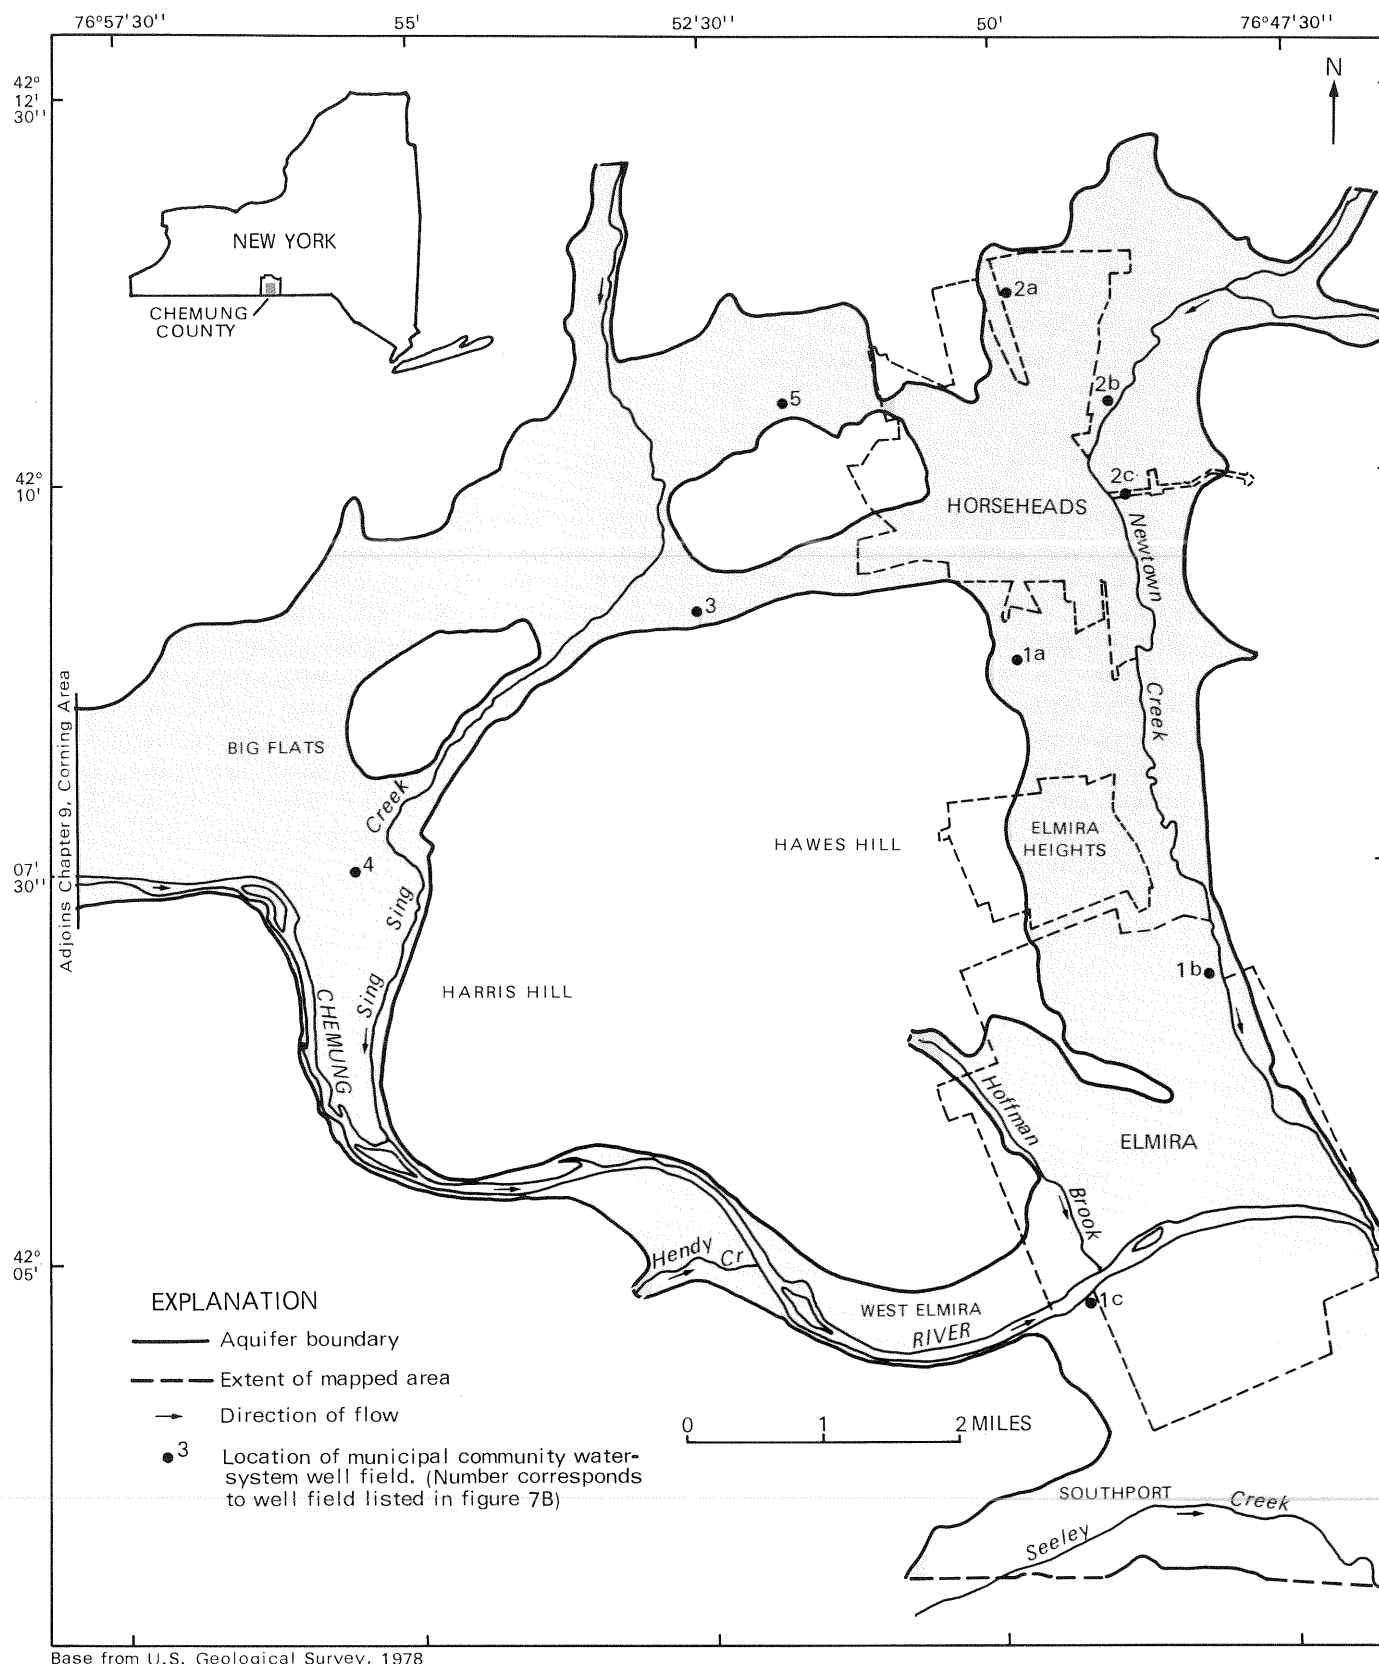 76°57'30''
55'
52'30''
50'
76°47'30''
42°
12'
30''
N
NEW YORK
CHEMUNG
COUNTY
2a
5
2b
42°
10'
2c
HORSEHEADS
Newtown
3
1a
Creek
Adjoins Chapter 9, Corning Area
BIG FLATS
Creek
HAWES HILL
ELMIRA
HEIGHTS
4
07'
30''
Sing
1b
HARRIS HILL
Sing
CHEMUNG
Hoffman
ELMIRA
Brook
42°
05'
Hendy
Cr
EXPLANATION
WEST ELMIRA
1c
RIVER
Aquifer boundary
Extent of mapped area
Direction of flow
0 1 2 MILES
3 Location of municipal community water-
system well field. (Number corresponds
to well field listed in figure 7B)
SOUTHPORT
Creek
Seeley
Base from U.S. Geological Survey, 1978